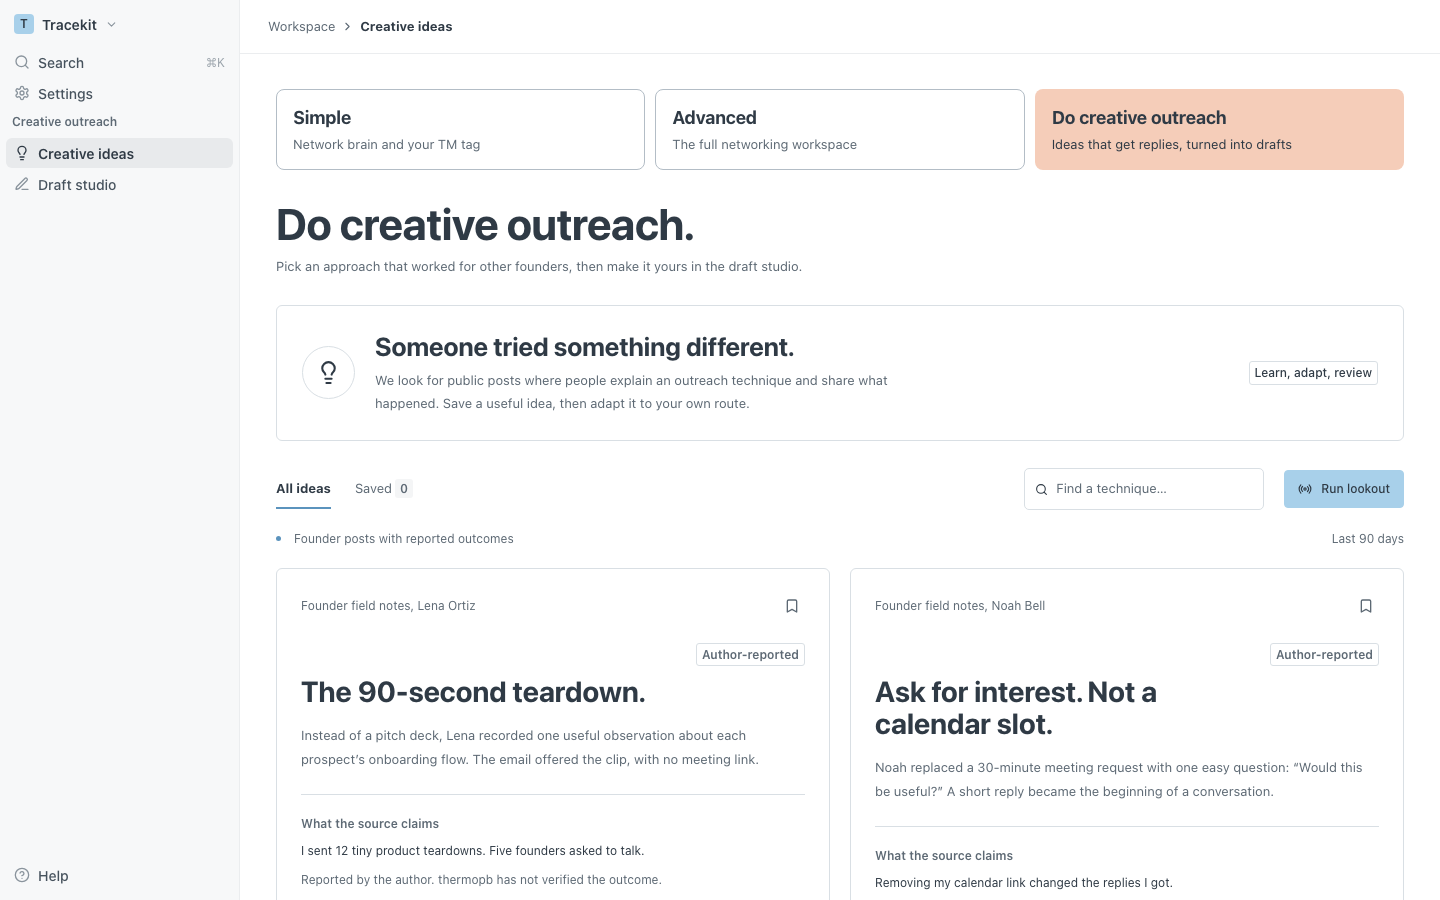 T Tracekit
Search ⌘K
Settings
Creative outreach
Creative ideas
Draft studio
Help
Workspace > Creative ideas
Simple
Network brain and your TM tag
Advanced
The full networking workspace
Do creative outreach
Ideas that get replies, turned into drafts
Do creative outreach.
Pick an approach that worked for other founders, then make it yours in the draft studio.
Someone tried something different.
We look for public posts where people explain an outreach technique and share what
happened. Save a useful idea, then adapt it to your own route.
Learn, adapt, review
All ideas
Saved 0
Find a technique...
Run lookout
Founder posts with reported outcomes
Last 90 days
Founder field notes, Lena Ortiz
Author-reported
The 90-second teardown.
Instead of a pitch deck, Lena recorded one useful observation about each
prospect’s onboarding flow. The email offered the clip, with no meeting link.
What the source claims
I sent 12 tiny product teardowns. Five founders asked to talk.
Reported by the author. thermopb has not verified the outcome.
Founder field notes, Noah Bell
Author-reported
Ask for interest. Not a
calendar slot.
Noah replaced a 30-minute meeting request with one easy question: “Would this
be useful?” A short reply became the beginning of a conversation.
What the source claims
Removing my calendar link changed the replies I got.